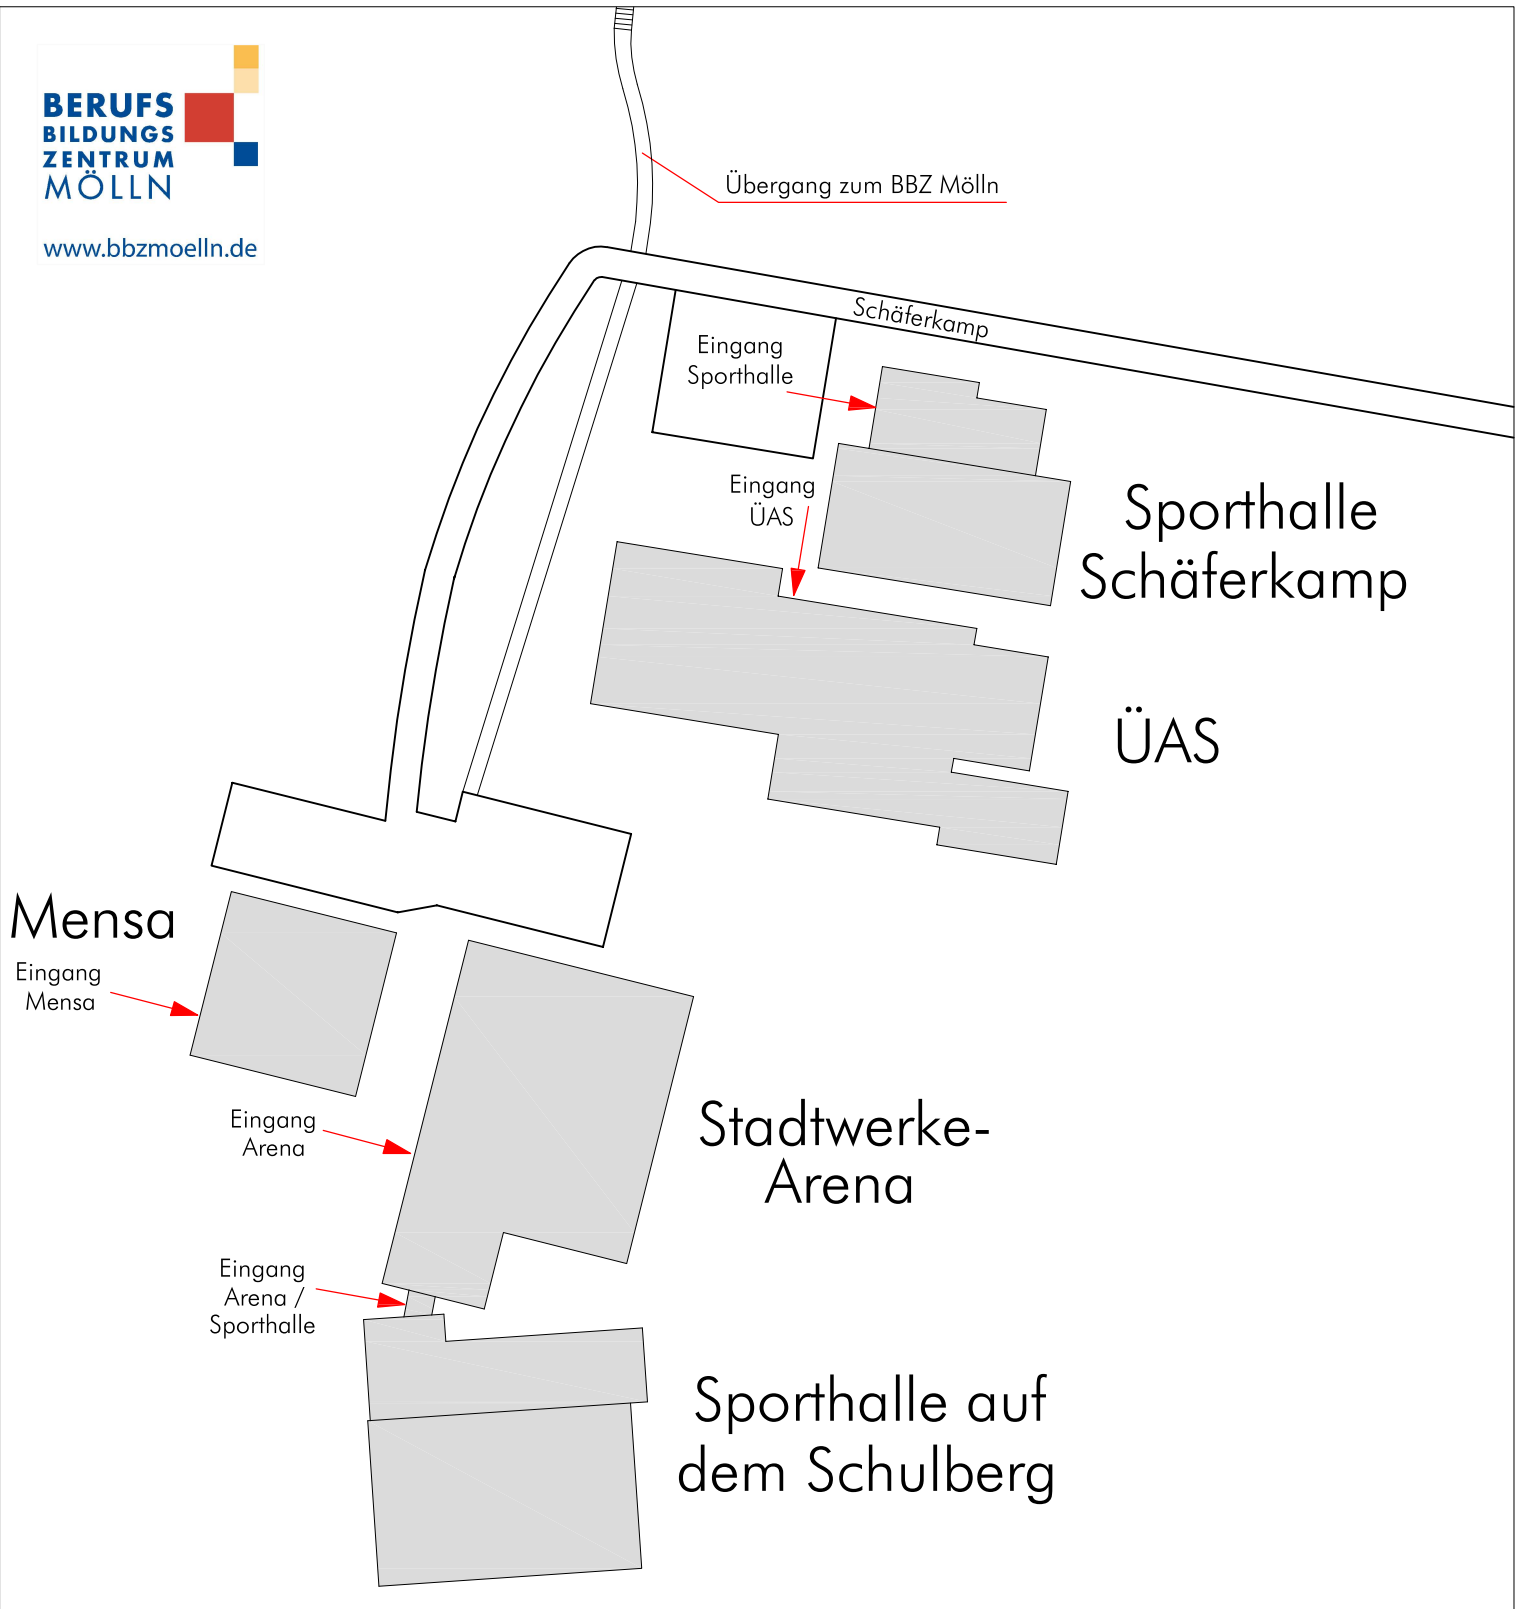 BERUFS
BILDUNGS
ZENTRUM
MÖLLN
www.bbzmoelln.de
Übergang zum BBZ Mölln
Schäferkamp
Eingang
Sporthalle
Eingang
ÜAS
Sporthalle
Schäferkamp
ÜAS
Mensa
Eingang
Mensa
Eingang
Arena
Stadtwerke-
Arena
Eingang
Arena /
Sporthalle
Sporthalle auf
dem Schulberg